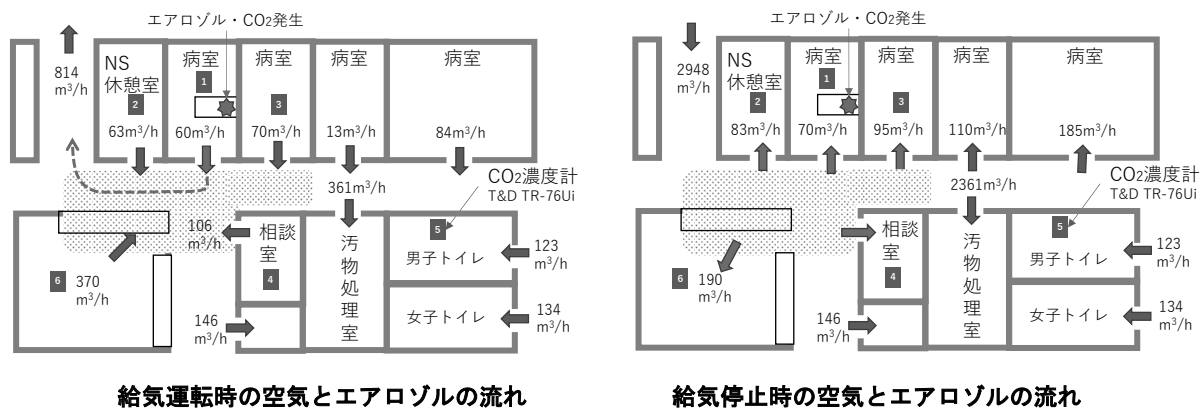 エアロゾル・CO2発生
814
m³/h
NS
休憩室
2
63m³/h
病室
1
60m³/h
病室
3
70m³/h
病室
13m³/h
病室
84m³/h
361m³/h
CO2濃度計
T&D TR-76Ui
106
m³/h
相談
室
4
汚物処理室
5
男子トイレ
123
m³/h
6
370
m³/h
146
m³/h
女子トイレ
134
m³/h
給気運転時の空気とエアロゾルの流れ
エアロゾル・CO2発生
2948
m³/h
NS
休憩室
2
83m³/h
病室
1
70m³/h
病室
3
95m³/h
病室
110m³/h
病室
185m³/h
2361m³/h
CO2濃度計
T&D TR-76Ui
相談
室
4
汚物処理室
5
男子トイレ
123
m³/h
6
190
m³/h
146
m³/h
女子トイレ
134
m³/h
給気停止時の空気とエアロゾルの流れ